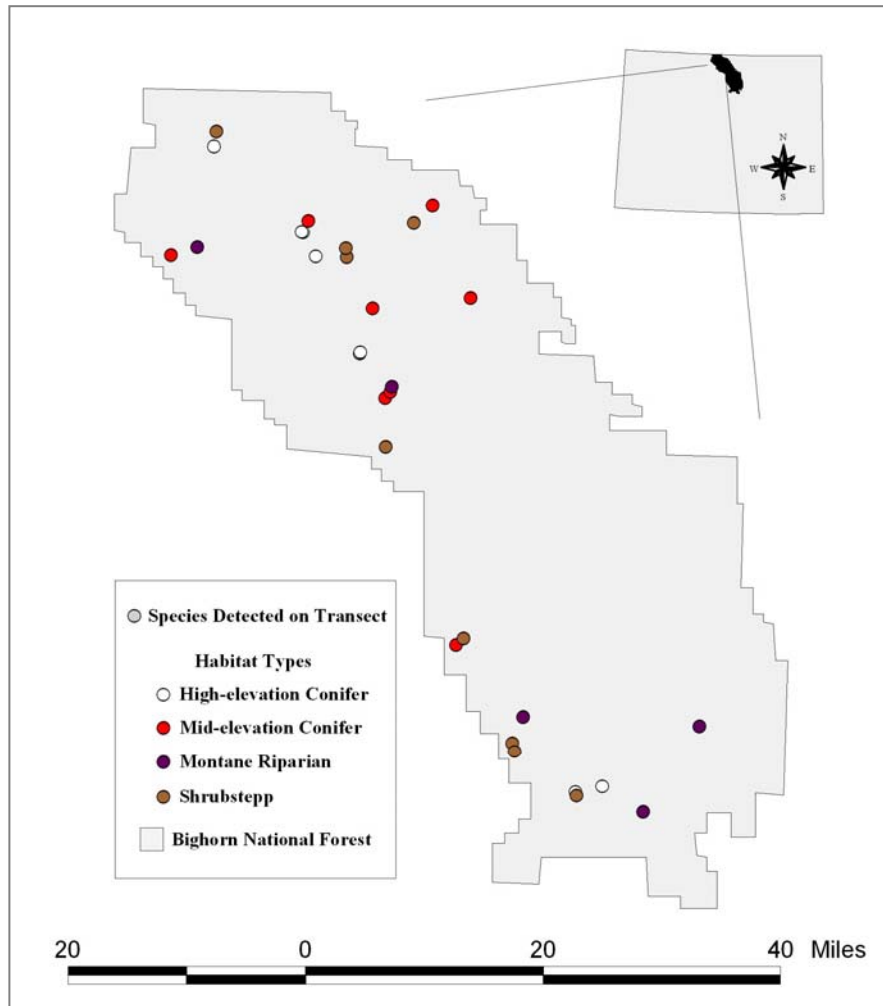 N
W E
S
Species Detected on Transect
Habitat Types
High-elevation Conifer
Mid-elevation Conifer
Montane Riparian
Shrubstepp
Bighorn National Forest
20 0 20 40 Miles